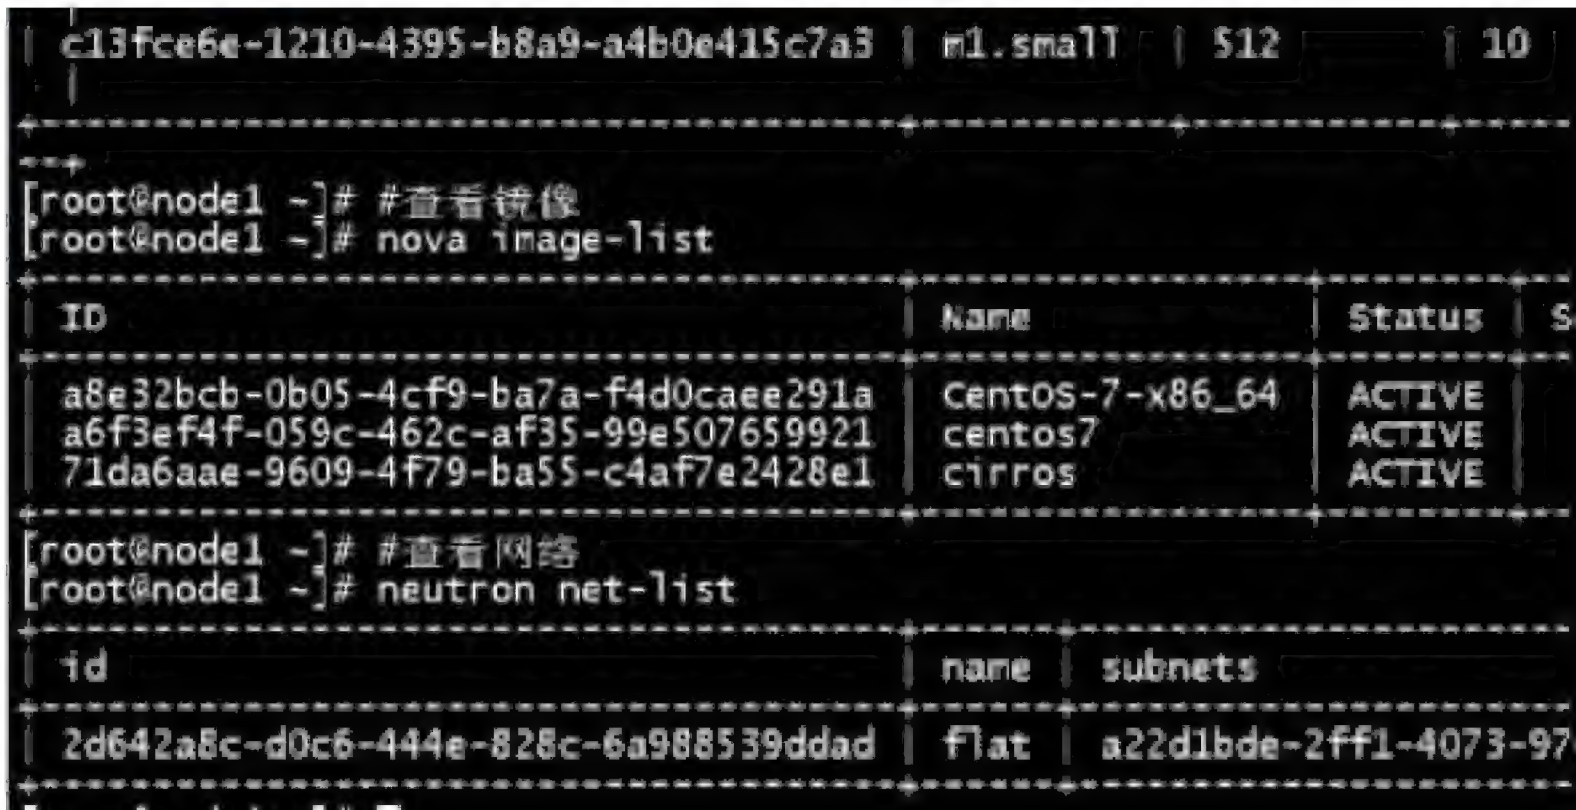 | c13fce6e-1210-4395-b8a9-a4b0e415c7a3 | m1.small | 512 | 10
|
+--------------------------------------+-----------+-----------+-----
---+
[root@node1 ~]# #查看镜像
[root@node1 ~]# nova image-list
+--------------------------------------+-----------------+--------+---
| ID | Name | Status | S
+--------------------------------------+-----------------+--------+---
| a8e32bcb-0b05-4cf9-ba7a-f4d0caee291a | CentOS-7-x86_64 | ACTIVE |
| a6f3ef4f-059c-462c-af35-99e507659921 | centos7 | ACTIVE |
| 71da6aae-9609-4f79-ba55-c4af7e2428e1 | cirros | ACTIVE |
+--------------------------------------+-----------------+--------+---
[root@node1 ~]# #查看网络
[root@node1 ~]# neutron net-list
+--------------------------------------+------+----------------------
| id | name | subnets
+--------------------------------------+------+----------------------
| 2d642a8c-d0c6-444e-828c-6a988539ddad | flat | a22d1bde-2ff1-4073-97
+--------------------------------------+------+----------------------